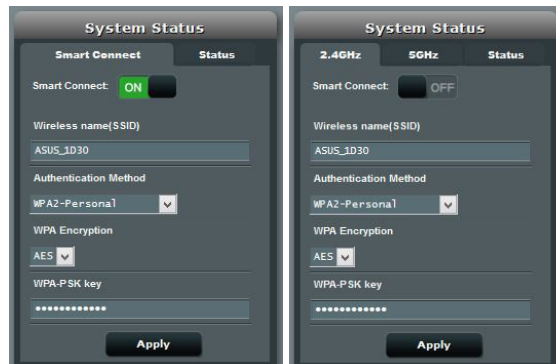 System Status
Smart Connect Status
Smart Connect: ON
Wireless name(SSID)
ASUS_1D30
Authentication Method
WPA2-Personal
WPA Encryption
AES
WPA-PSK key
••••••••••••
Apply
System Status
2.4GHz 5GHz Status
Smart Connect: OFF
Wireless name(SSID)
ASUS_1D30
Authentication Method
WPA2-Personal
WPA Encryption
AES
WPA-PSK key
••••••••••••
Apply